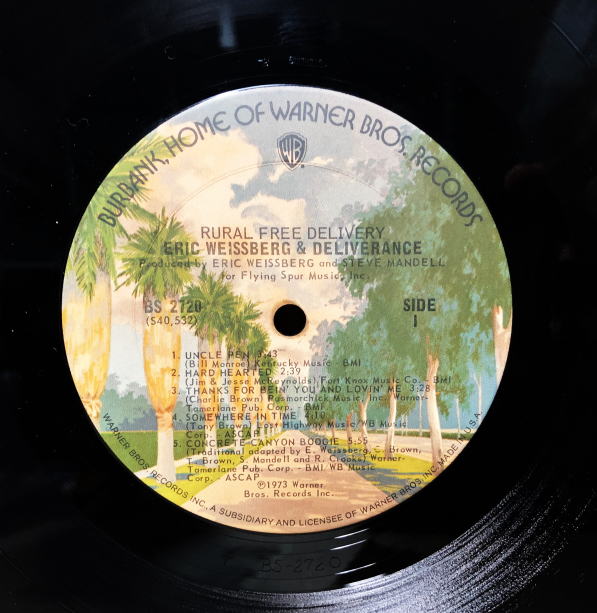 BURBANK, HOME OF WARNER BROS. RECORDS
WB
RURAL FREE DELIVERY
ERIC WEISSBERG & DELIVERANCE
Produced by ERIC WEISSBERG and STEVE MANDELL
for Flying Spur Music, Inc.
BS 2720
(S40,532)
SIDE
1
1. UNCLE PEN 3:43
(Bill Monroe) Kentucky Music - BMI
2. HARD HEARTED 2:39
(Jim & Jesse McReynolds) Fort Knox Music Co. - BMI
3. THANKS FOR BEIN' YOU AND LOVIN' ME 3:28
(Charlie Brown) Rosmorchick Music, Inc. Warner-
Tamerlane Pub. Corp. - BMI
4. SOMEWHERE IN TIME 4:10
(Tony Brown) Lost Highway Music/WB Music
Corp. ASCAP
5. CONCRETE CANYON BOOGIE 5:55
(Traditional adapted by E. Weissberg, C. Brown,
T. Brown, S. Mandell and R. Crooks) Warner-
Tamerlane Pub. Corp. - BMI WB Music
Corp. ASCAP
℗1973 Warner
Bros. Records Inc.
WARNER BROS. RECORDS INC., A SUBSIDIARY AND LICENSEE OF WARNER BROS. INC. MADE IN U.S.A.
BS-2720